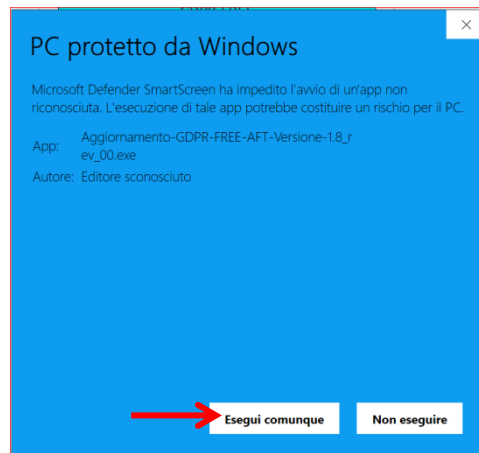 PC protetto da Windows
Microsoft Defender SmartScreen ha impedito l'avvio di un'app non
riconosciuta. L'esecuzione di tale app potrebbe costituire un rischio per il PC.
App: Aggiornamento-GDPR-FREE-AFT-Versione-1.8_r
ev_00.exe
Autore: Editore sconosciuto
Esegui comunque Non eseguire